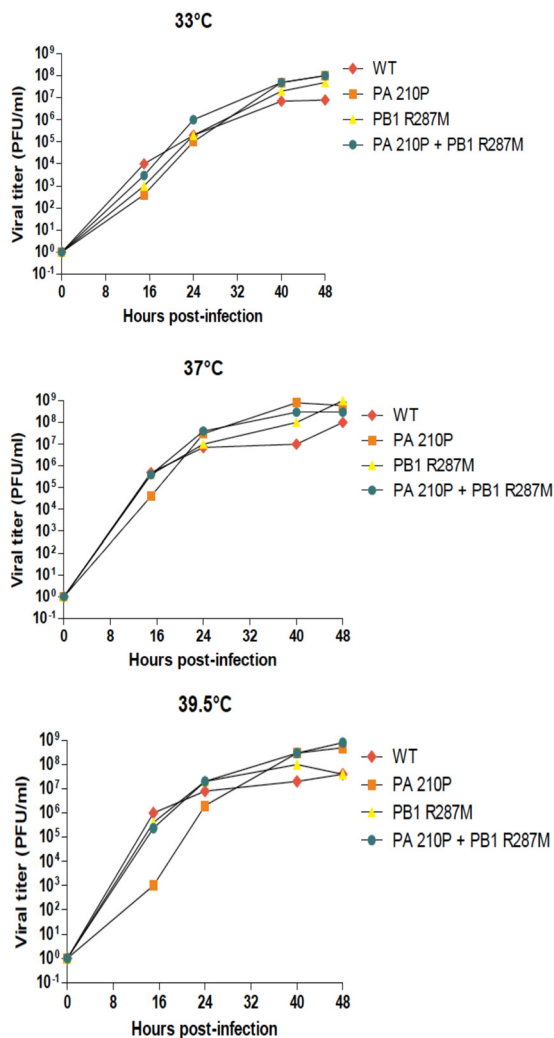 33°C
Viral titer (PFU/ml)
10⁹
10⁸
10⁷
10⁶
10⁵
10⁴
10³
10²
10¹
10⁰
10⁻¹
0 8 16 24 32 40 48
Hours post-infection
WT
PA 210P
PB1 R287M
PA 210P + PB1 R287M
37°C
Viral titer (PFU/ml)
10⁹
10⁸
10⁷
10⁶
10⁵
10⁴
10³
10²
10¹
10⁰
10⁻¹
0 8 16 24 32 40 48
Hours post-infection
WT
PA 210P
PB1 R287M
PA 210P + PB1 R287M
39.5°C
Viral titer (PFU/ml)
10⁹
10⁸
10⁷
10⁶
10⁵
10⁴
10³
10²
10¹
10⁰
10⁻¹
0 8 16 24 32 40 48
Hours post-infection
WT
PA 210P
PB1 R287M
PA 210P + PB1 R287M